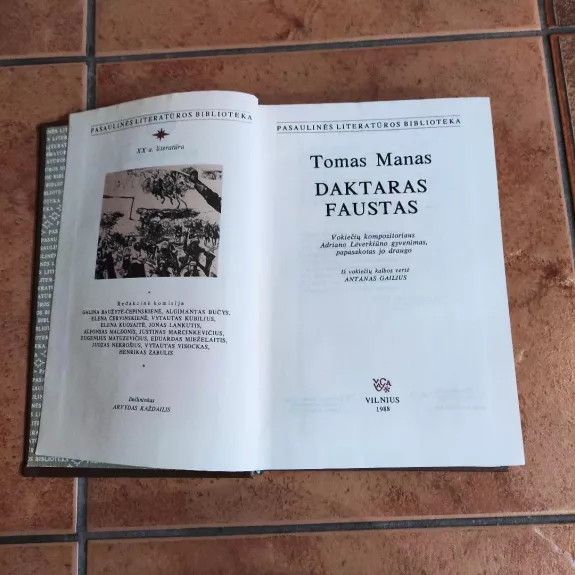 PASAULINĖS LITERATŪROS BIBLIOTEKA
XX a. literatūra
Redakcinė komisija
GALINA BAUŽYTĖ-ČEPINSKIENĖ, ALGIMANTAS BUČYS,
ELENA ČERVINSKIENĖ, VYTAUTAS KUBILIUS,
ELENA KUOSAITĖ, JONAS LANKUTIS,
ALFONSAS MALDONIS, JUSTINAS MARCINKEVIČIUS,
EUGENIJUS MATUZEVIČIUS, EDUARDAS MIEŽELAITIS,
JUOZAS NEKROŠIUS, VYTAUTAS VISOCKAS,
HENRIKAS ZABULIS
Dailininkas
ARVYDAS KAŽDAILIS
PASAULINĖS LITERATŪROS BIBLIOTEKA
Tomas Manas
DAKTARAS
FAUSTAS
Vokiečių kompozitoriaus
Adriano Leverkiūno gyvenimas,
papasakotas jo draugo
Iš vokiečių kalbos vertė
ANTANAS GAILIUS
VILNIUS
1988